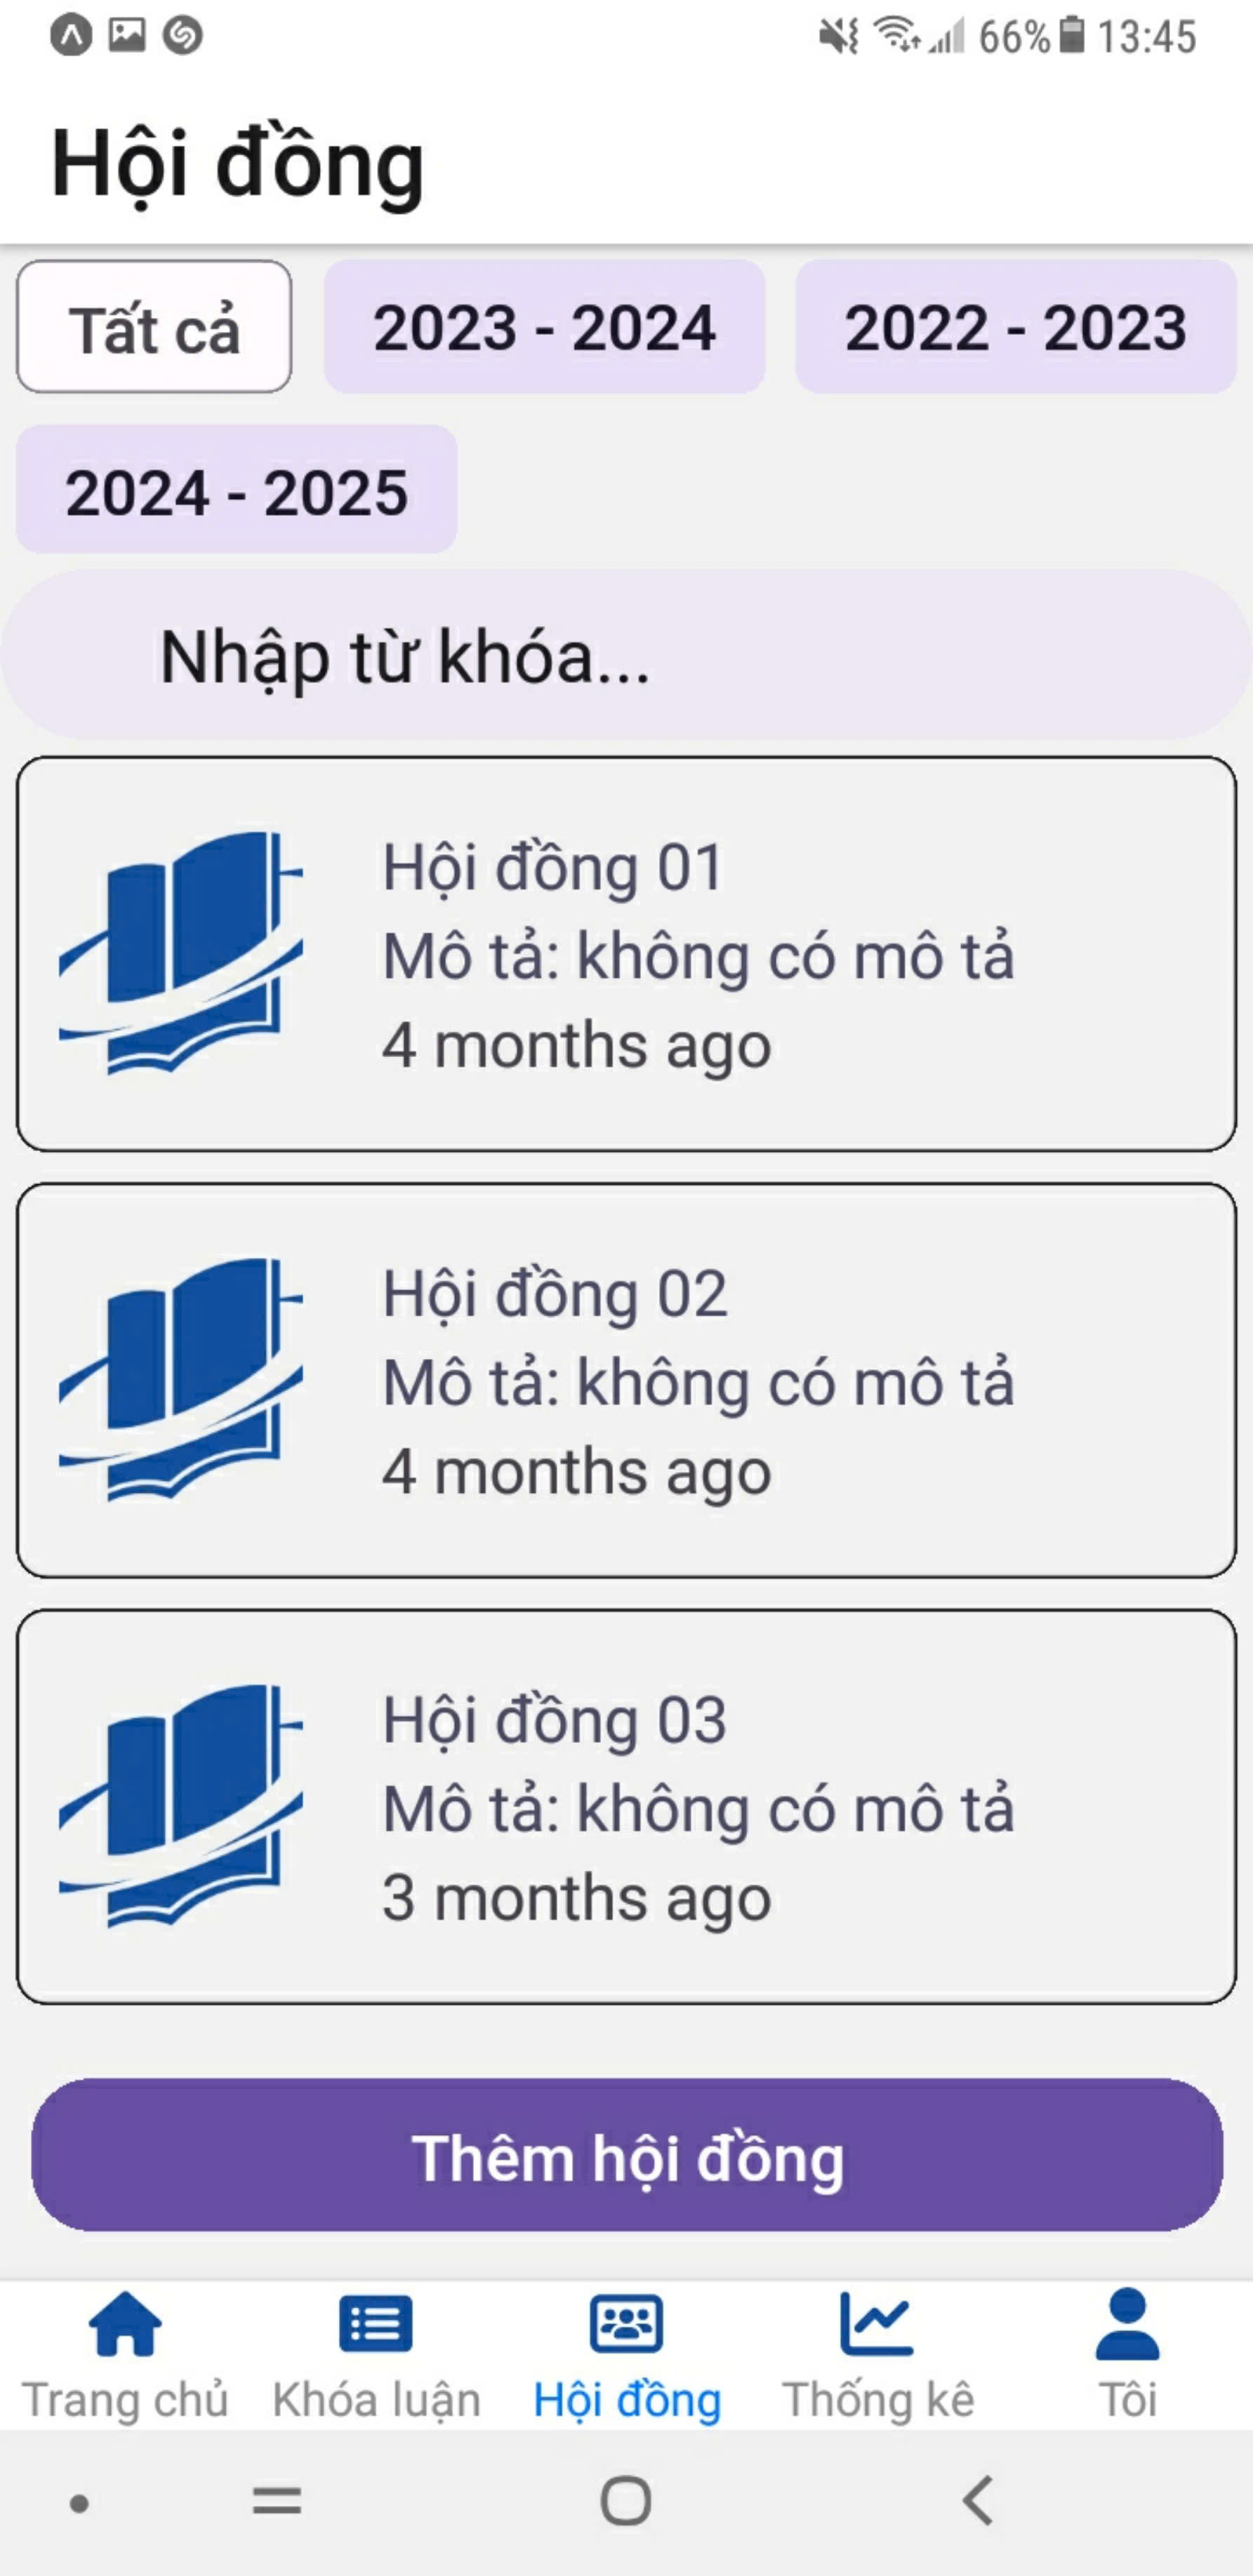 66% 13:45
Hội đồng
Tất cả 2023 - 2024 2022 - 2023
2024 - 2025
Nhập từ khóa...
Hội đồng 01
Mô tả: không có mô tả
4 months ago
Hội đồng 02
Mô tả: không có mô tả
4 months ago
Hội đồng 03
Mô tả: không có mô tả
3 months ago
Thêm hội đồng
Trang chủ Khóa luận Hội đồng Thống kê Tôi